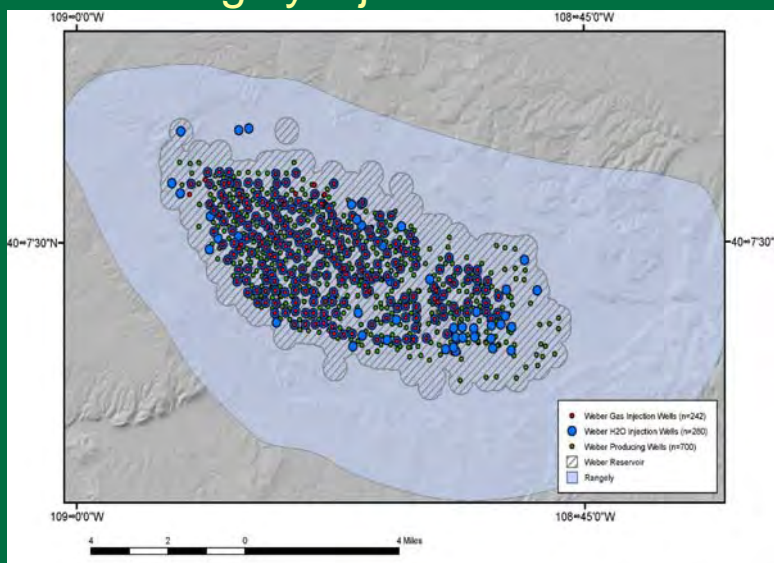 109=0'0"W
108=45'0"W
40=7'30"N
40=7'30"N
Weber Gas Injection Wells (n=242)
Weber H2O Injection Wells (n=280)
Weber Producing Wells (n=700)
Weber Reservoir
Rangely
109=0'0"W
108=45'0"W
4 2 0 4 Miles